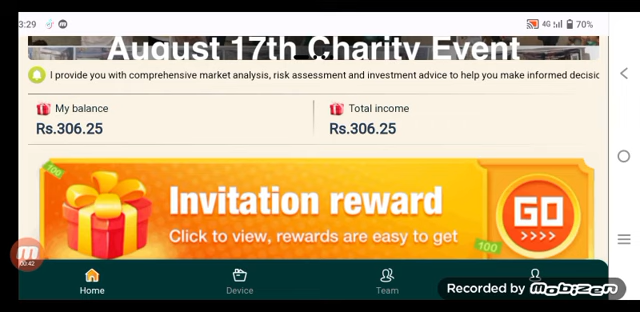 3:29
4G
70%
August 17th Charity Event
I provide you with comprehensive market analysis, risk assessment and investment advice to help you make informed decisic
My balance
Total income
Rs.306.25
Rs.306.25
100
Invitation reward
Click to view, rewards are easy to get
GO
>>>>
100
00:42
Home
Device
Team
Recorded by Mobizen